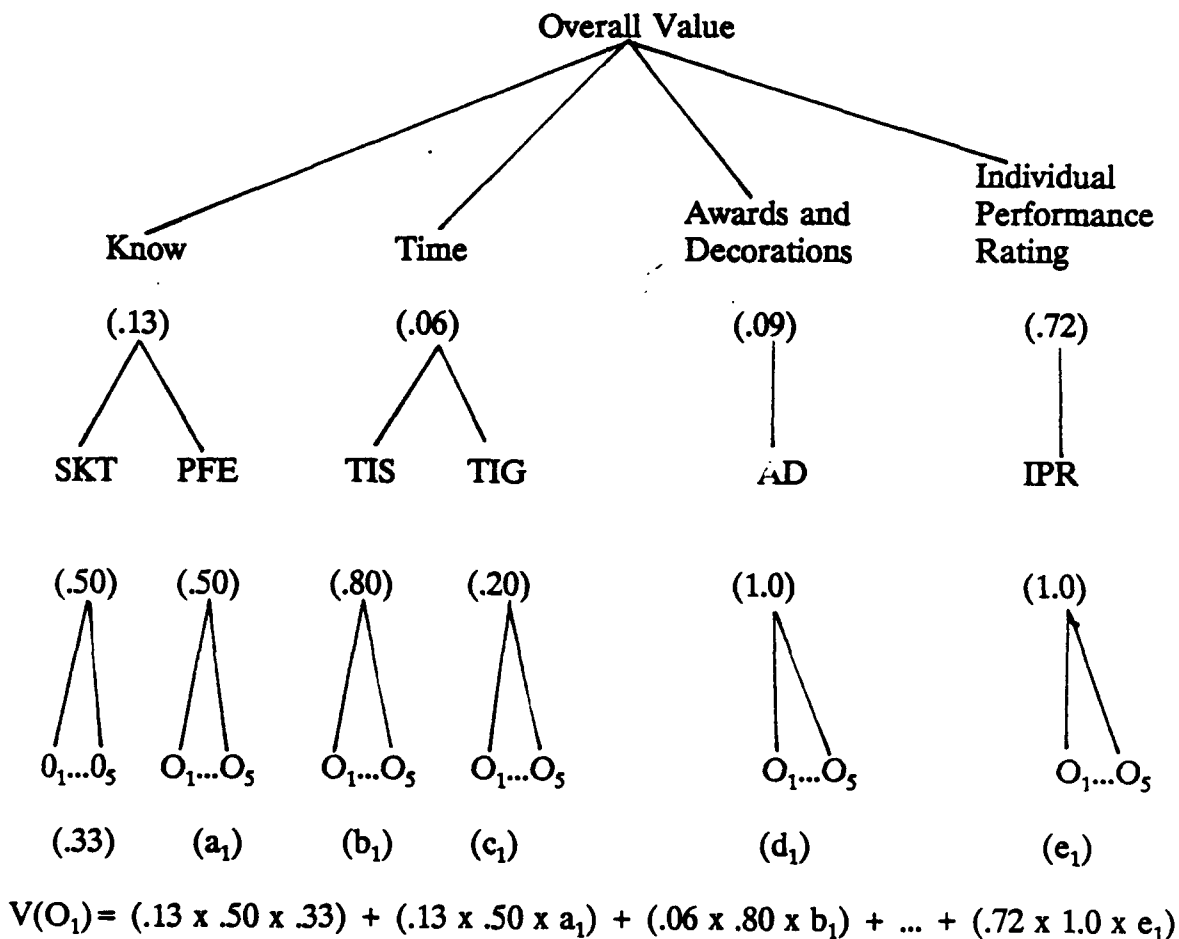 Overall Value
Individual
Performance
Rating
Awards and
Decorations
Know Time
(.13) (.06) (.09) (.72)
SKT PFE TIS TIG AD IPR
(.50) (.50) (.80) (.20) (1.0) (1.0)
0₁...0₅ O₁...O₅ O₁...O₅ O₁...O₅ O₁...O₅ O₁...O₅
(.33) (a₁) (b₁) (c₁) (d₁) (e₁)
V(O₁)= (.13 x .50 x .33) + (.13 x .50 x a₁) + (.06 x .80 x b₁) + ... + (.72 x 1.0 x e₁)